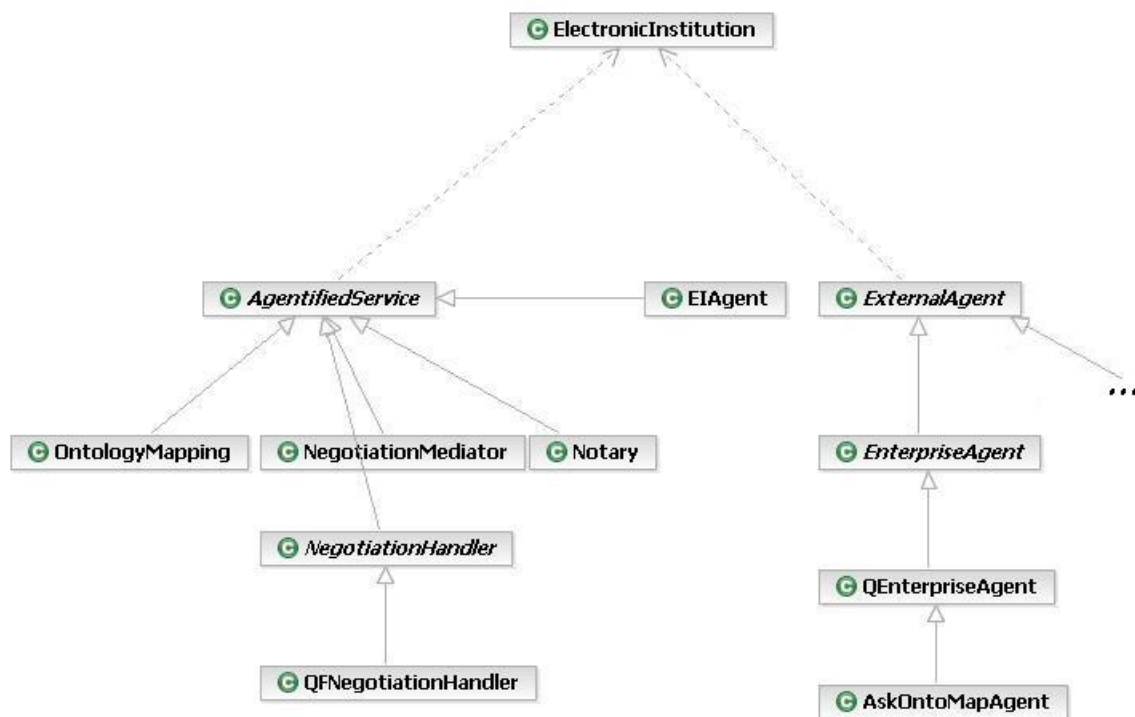 ElectronicInstitution
AgentifiedService
EIAgent
ExternalAgent
...
OntologyMapping
NegotiationMediator
Notary
EnterpriseAgent
NegotiationHandler
QEnterpriseAgent
QFNegotiationHandler
AskOntoMapAgent